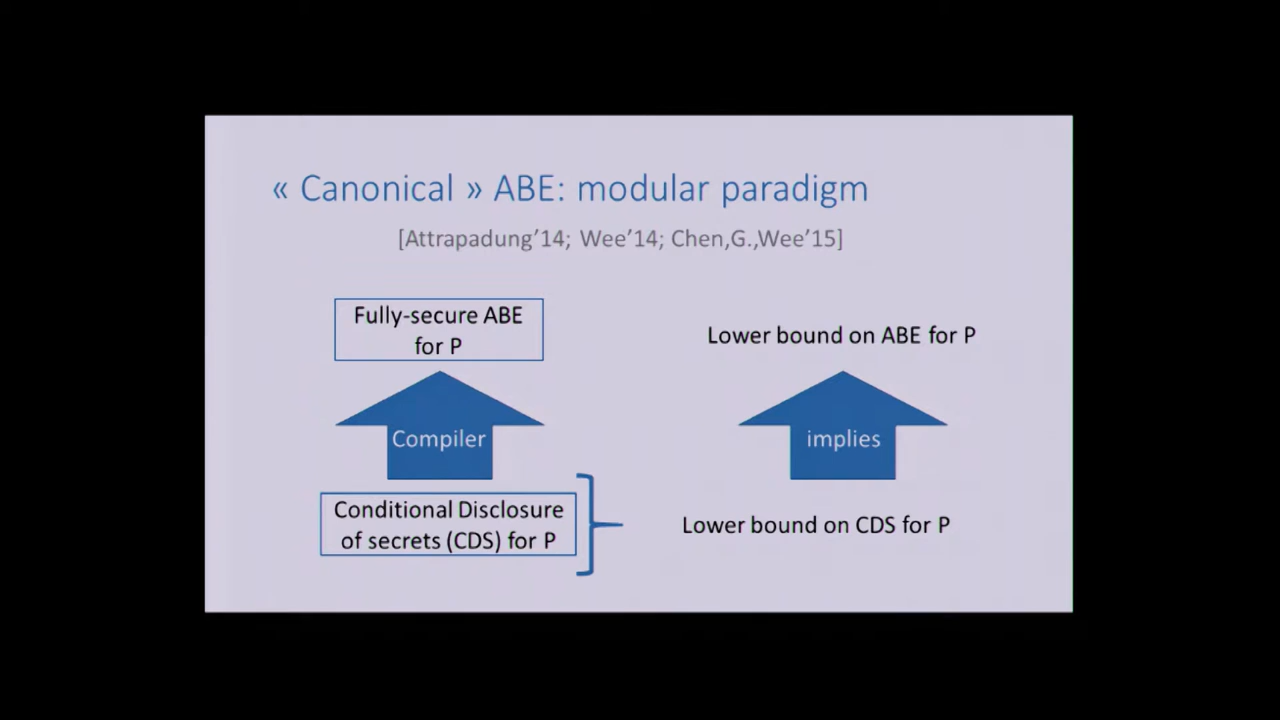 « Canonical » ABE: modular paradigm
[Attrapadung’14; Wee’14; Chen,G.,Wee’15]
Fully-secure ABE
for P
Compiler
Conditional Disclosure
of secrets (CDS) for P
Lower bound on ABE for P
implies
Lower bound on CDS for P